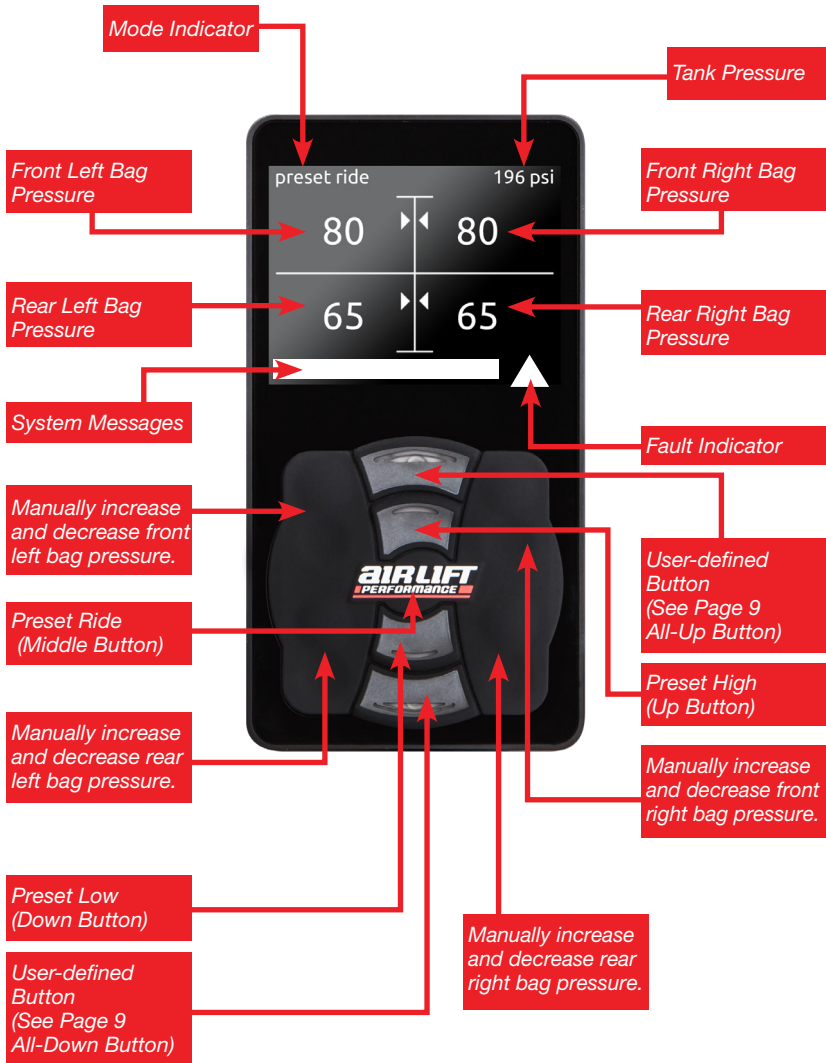 Mode Indicator
Tank Pressure
Front Left Bag
Pressure
Front Right Bag
Pressure
preset ride
196 psi
80
80
Rear Left Bag
Pressure
65
65
Rear Right Bag
Pressure
System Messages
Fault Indicator
Manually increase
and decrease front
left bag pressure.
User-defined
Button
(See Page 9
All-Up Button)
AIRLIFT
PERFORMANCE
Preset Ride
(Middle Button)
Preset High
(Up Button)
Manually increase
and decrease rear
left bag pressure.
Manually increase
and decrease front
right bag pressure.
Preset Low
(Down Button)
Manually increase
and decrease rear
right bag pressure.
User-defined
Button
(See Page 9
All-Down Button)